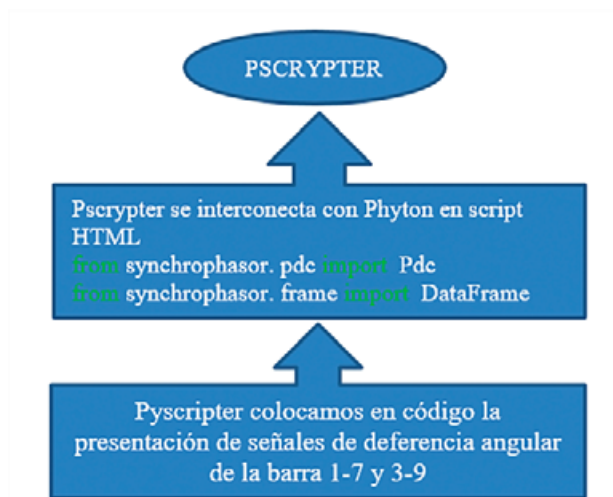 PSCRYPTER
Pscrypter se interconecta con Phyton en script
HTML
from synchrophasor. pdc import Pdc
from synchrophasor. frame import DataFrame
Pyscripter colocamos en código la
presentación de señales de deferencia angular
de la barra 1-7 y 3-9